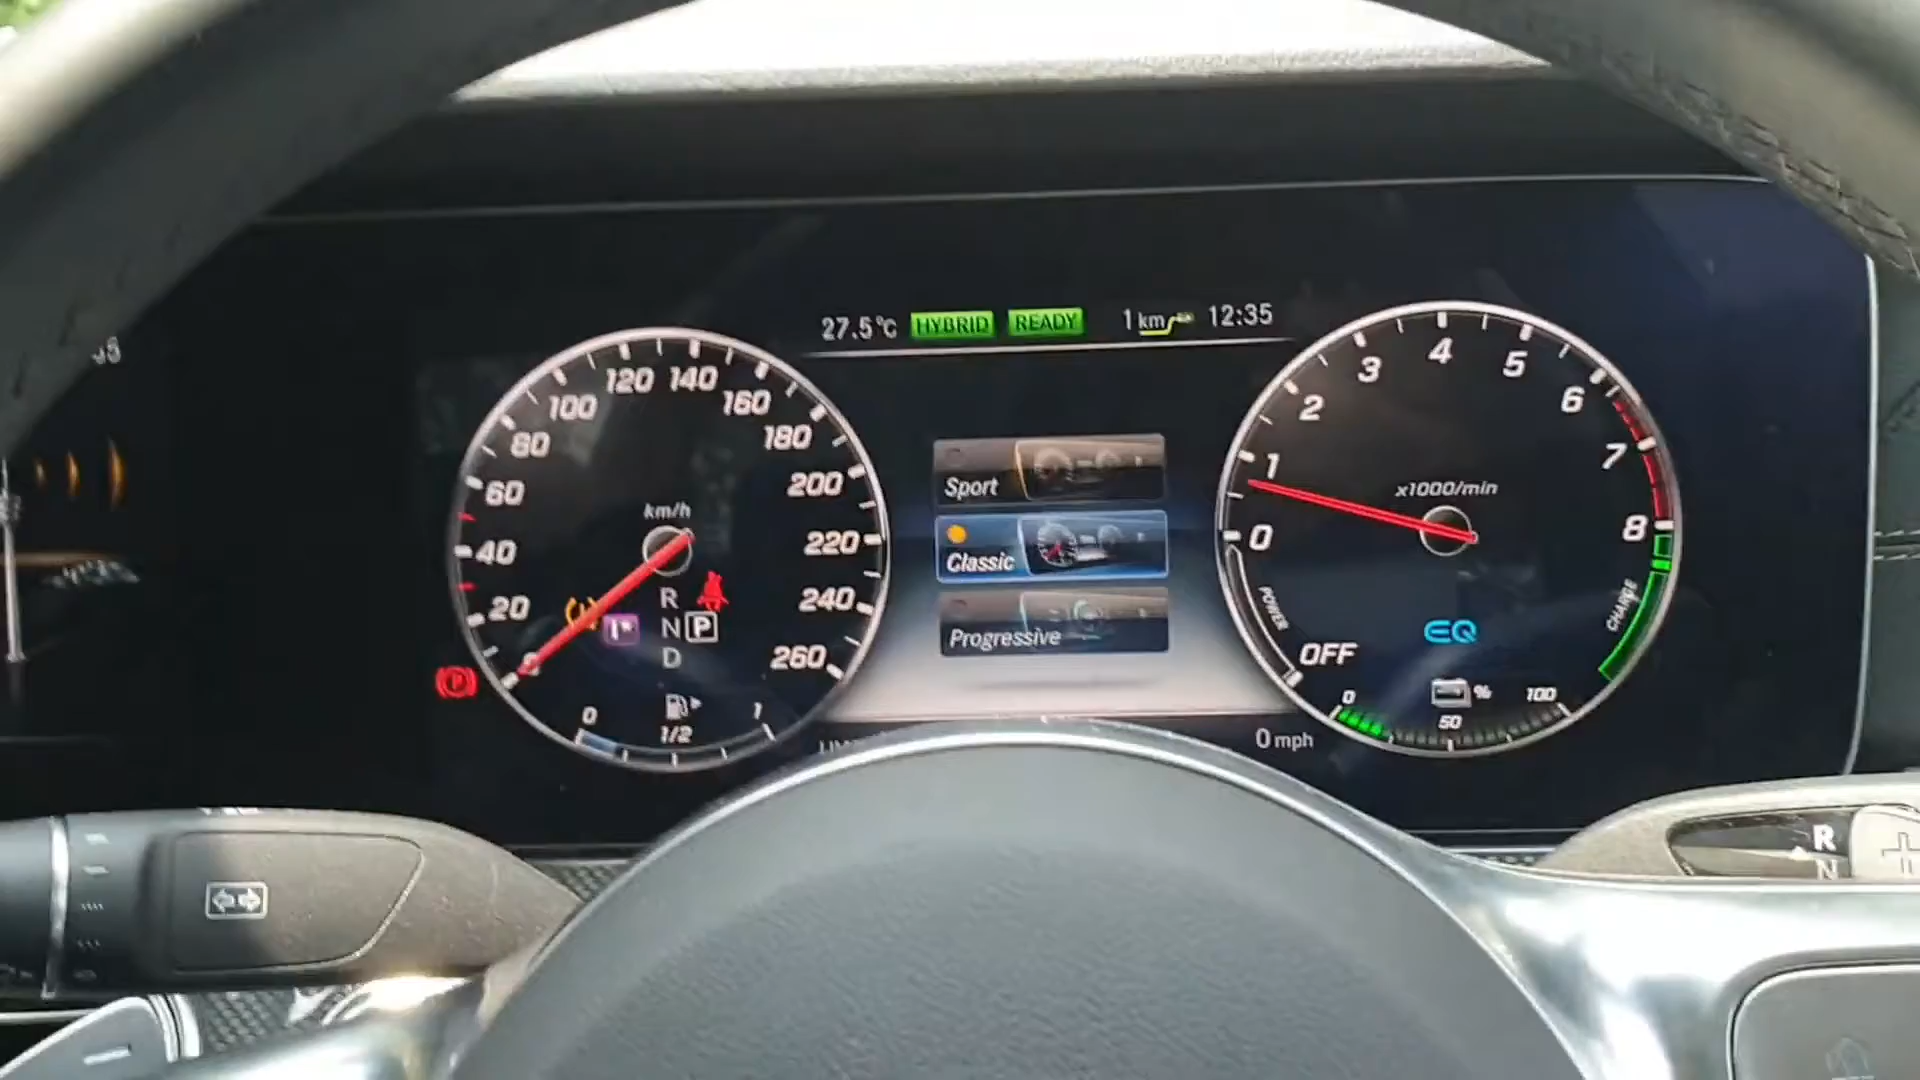 27.5°C HYBRID READY 1 km 12:35
km/h
0
20
40
60
80
100
120
140
160
180
200
220
240
260
R
N P
D
0 1/2 1
Sport
Classic
Progressive
x1000/min
OFF
0
1
2
3
4
5
6
7
8
POWER
CHARGE
EQ
%
0 50 100
0 mph
R
N